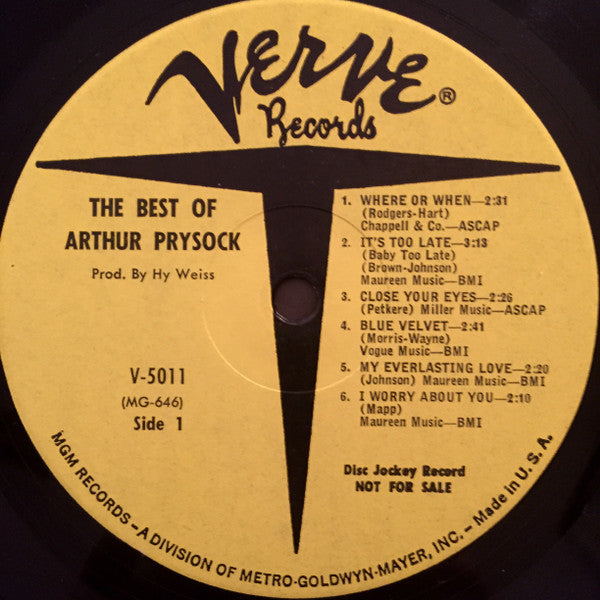 VERVE®
Records
THE BEST OF
ARTHUR PRYSOCK
Prod. By Hy Weiss
V-5011
(MG-646)
Side 1
1. WHERE OR WHEN—2:31
(Rodgers-Hart)
Chappell & Co.—ASCAP
2. IT'S TOO LATE—3:13
(Baby Too Late)
(Brown-Johnson)
Maureen Music—BMI
3. CLOSE YOUR EYES—2:26
(Petkere) Miller Music—ASCAP
4. BLUE VELVET—2:41
(Morris-Wayne)
Vogue Music—BMI
5. MY EVERLASTING LOVE—2:20
(Johnson) Maureen Music—BMI
6. I WORRY ABOUT YOU—2:10
(Mapp)
Maureen Music—BMI
Disc Jockey Record
NOT FOR SALE
MGM RECORDS—A DIVISION OF METRO-GOLDWYN-MAYER, INC.—Made in U.S.A.